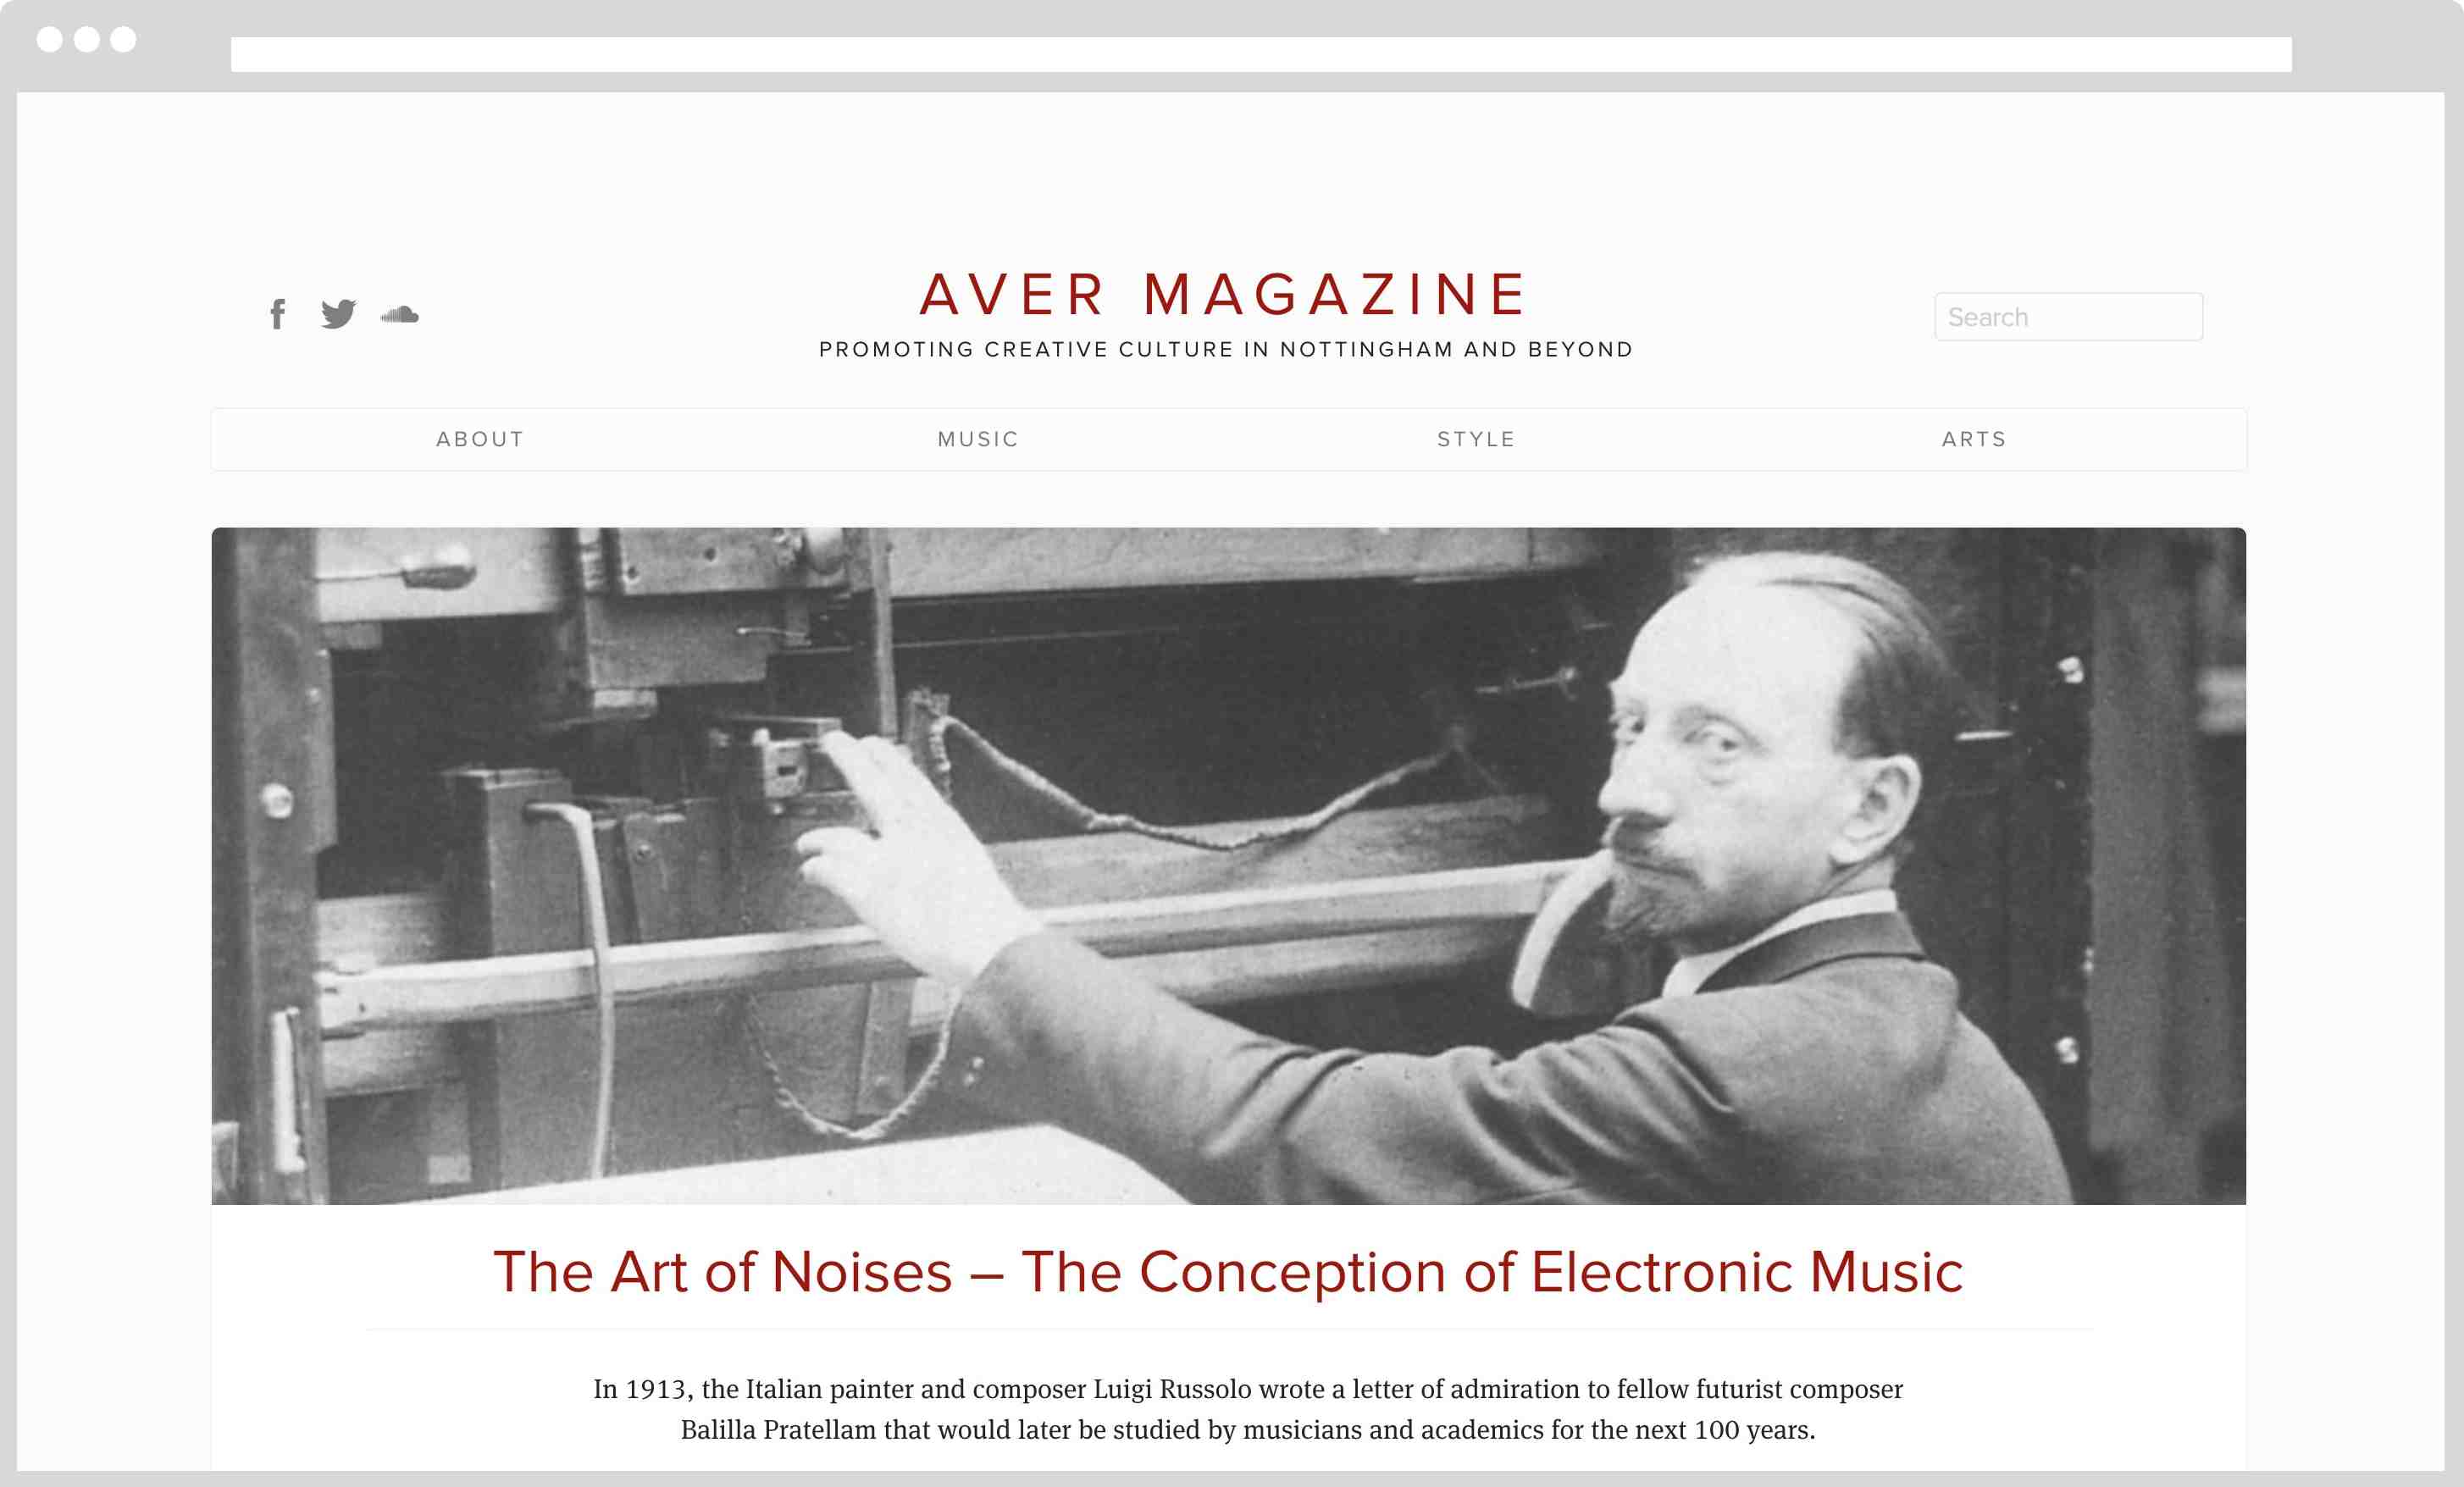 AVER MAGAZINE
PROMOTING CREATIVE CULTURE IN NOTTINGHAM AND BEYOND
Search
ABOUT
MUSIC
STYLE
ARTS
The Art of Noises – The Conception of Electronic Music
In 1913, the Italian painter and composer Luigi Russolo wrote a letter of admiration to fellow futurist composer
Balilla Pratellam that would later be studied by musicians and academics for the next 100 years.